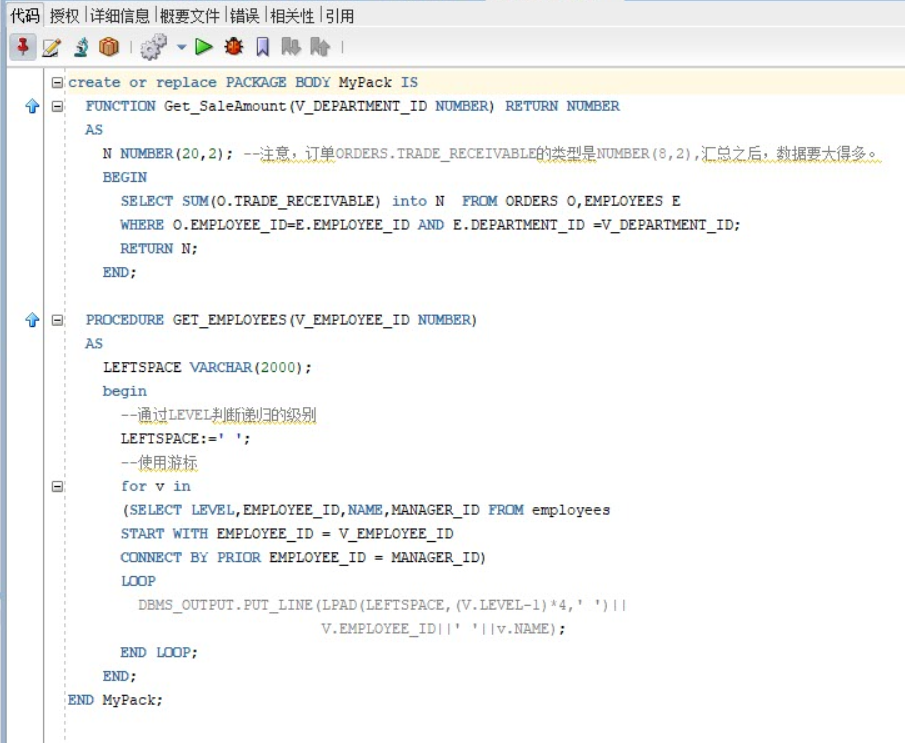 代码 授权 详细信息 概要文件 错误 相关性 引用
create or replace PACKAGE BODY MyPack IS
FUNCTION Get_SaleAmount(V_DEPARTMENT_ID NUMBER) RETURN NUMBER
AS
N NUMBER(20,2); --注意，订单ORDERS.TRADE_RECEIVABLE的类型是NUMBER(8,2),汇总之后，数据要大得多。
BEGIN
SELECT SUM(O.TRADE_RECEIVABLE) into N  FROM ORDERS O,EMPLOYEES E
WHERE O.EMPLOYEE_ID=E.EMPLOYEE_ID AND E.DEPARTMENT_ID =V_DEPARTMENT_ID;
RETURN N;
END;
PROCEDURE GET_EMPLOYEES(V_EMPLOYEE_ID NUMBER)
AS
LEFTSPACE VARCHAR(2000);
begin
--通过LEVEL判断递归的级别
LEFTSPACE:=' ';
--使用游标
for v in
(SELECT LEVEL,EMPLOYEE_ID,NAME,MANAGER_ID FROM employees
START WITH EMPLOYEE_ID = V_EMPLOYEE_ID
CONNECT BY PRIOR EMPLOYEE_ID = MANAGER_ID)
LOOP
DBMS_OUTPUT.PUT_LINE(LPAD(LEFTSPACE,(V.LEVEL-1)*4,' ')||
V.EMPLOYEE_ID||' '||v.NAME);
END LOOP;
END;
END MyPack;